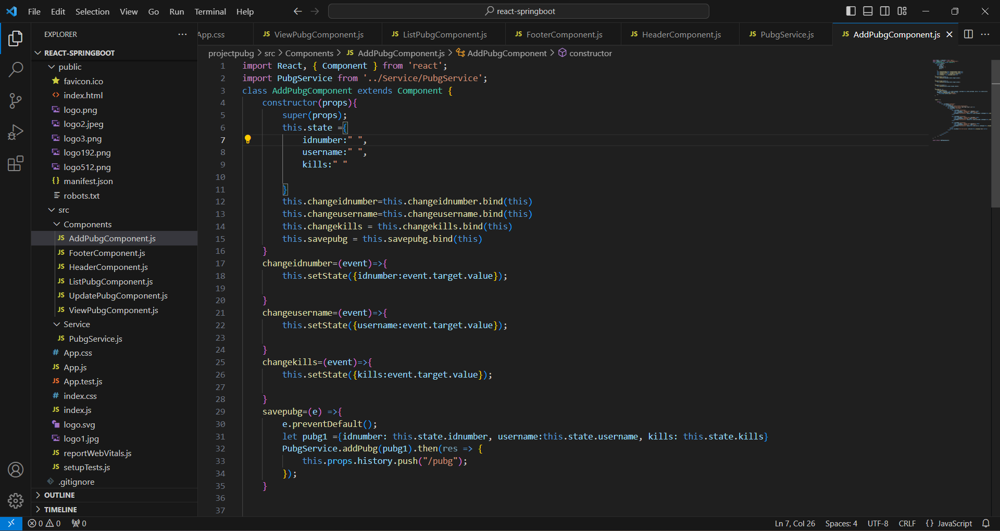 File Edit Selection View Go Run Terminal Help
react-springboot
EXPLORER
App.css ViewPubgComponent.js ListPubgComponent.js FooterComponent.js HeaderComponent.js PubgService.js AddPubgComponent.js
REACT-SPRINGBOOT
public
favicon.ico
index.html
logo.png
logo2.jpeg
logo3.png
logo192.png
logo512.png
manifest.json
robots.txt
src
Components
AddPubgComponent.js
FooterComponent.js
HeaderComponent.js
ListPubgComponent.js
UpdatePubgComponent.js
ViewPubgComponent.js
Service
PubgService.js
App.css
App.js
App.test.js
index.css
index.js
logo.svg
logo1.jpg
reportWebVitals.js
setupTests.js
.gitignore
OUTLINE
TIMELINE
projectpubg > src > Components > JS AddPubgComponent.js > AddPubgComponent > constructor
1 import React, { Component } from 'react';
2 import PubgService from '../Service/PubgService';
3 class AddPubgComponent extends Component {
4 constructor(props){
5 super(props);
6 this.state ={
7 idnumber:" ",
8 username:" ",
9 kills:" "
10
11 }
12 this.changeidnumber=this.changeidnumber.bind(this)
13 this.changeusername=this.changeusername.bind(this)
14 this.changekills = this.changekills.bind(this)
15 this.savepubg = this.savepubg.bind(this)
16 }
17 changeidnumber=(event)=>{
18 this.setState({idnumber:event.target.value});
19
20 }
21 changeusername=(event)=>{
22 this.setState({username:event.target.value});
23
24 }
25 changekills=(event)=>{
26 this.setState({kills:event.target.value});
27
28 }
29 savepubg=(e) =>{
30 e.preventDefault();
31 let pubg1 ={idnumber: this.state.idnumber, username:this.state.username, kills: this.state.kills}
32 PubgService.addPubg(pubg1).then(res => {
33 this.props.history.push("/pubg");
34 });
35 }
36
37
0 0 0
Ln 7, Col 26 Spaces: 4 UTF-8 CRLF {} JavaScript